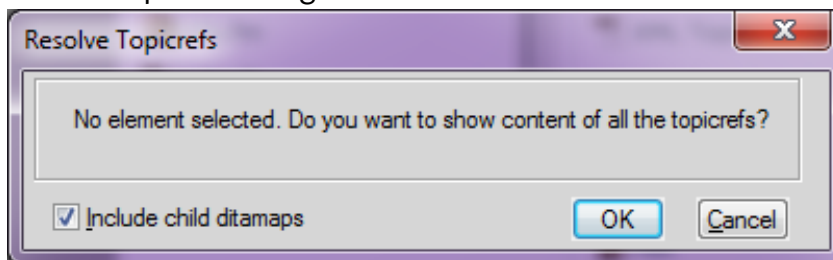 Resolve Topicrefs
No element selected. Do you want to show content of all the topicrefs?
Include child ditamaps
OK
Cancel